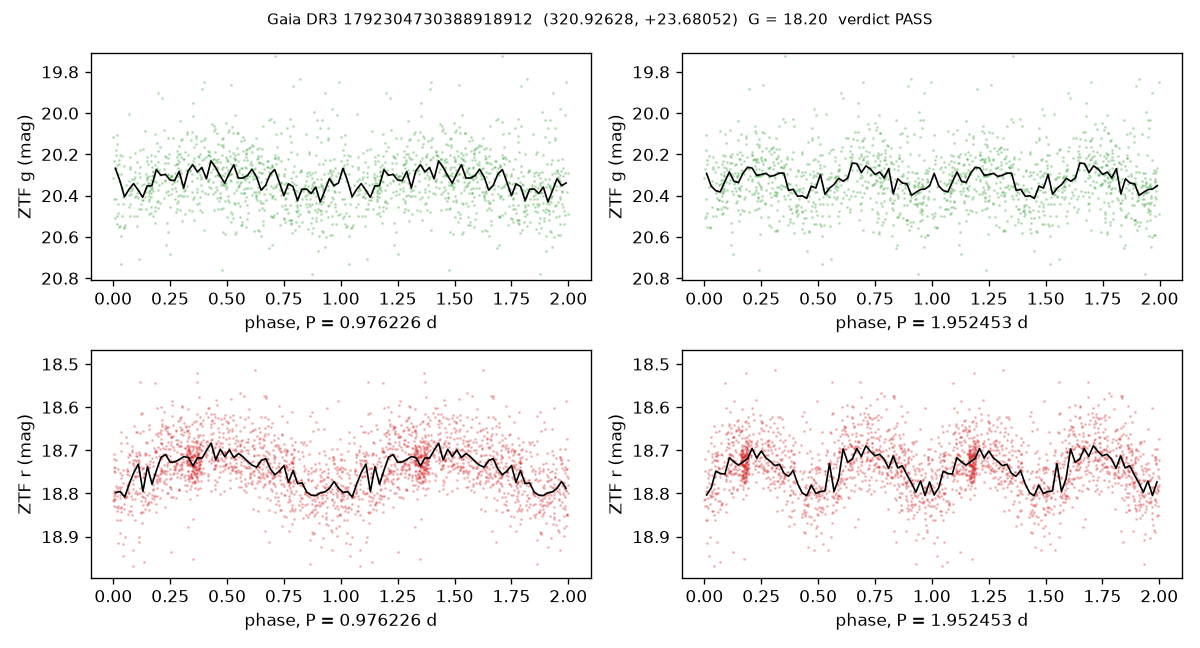 Gaia DR3 1792304730388918912  (320.92628, +23.68052)  G = 18.20  verdict PASS
ZTF g (mag)
19.8
20.0
20.2
20.4
20.6
20.8
0.00 0.25 0.50 0.75 1.00 1.25 1.50 1.75 2.00
phase, P = 0.976226 d
ZTF g (mag)
19.8
20.0
20.2
20.4
20.6
20.8
0.00 0.25 0.50 0.75 1.00 1.25 1.50 1.75 2.00
phase, P = 1.952453 d
ZTF r (mag)
18.5
18.6
18.7
18.8
18.9
0.00 0.25 0.50 0.75 1.00 1.25 1.50 1.75 2.00
phase, P = 0.976226 d
ZTF r (mag)
18.5
18.6
18.7
18.8
18.9
0.00 0.25 0.50 0.75 1.00 1.25 1.50 1.75 2.00
phase, P = 1.952453 d